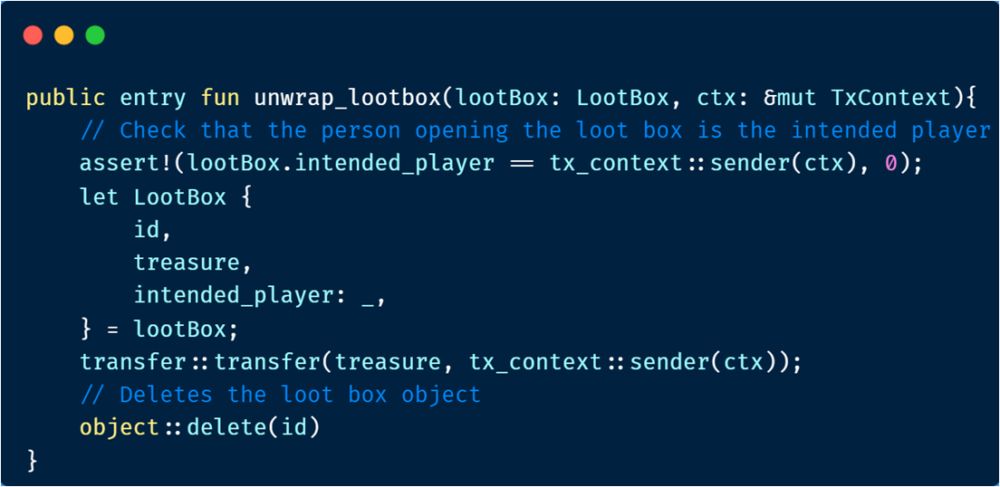 public entry fun unwrap_lootbox(lootBox: LootBox, ctx: &mut TxContext){
    // Check that the person opening the loot box is the intended player
    assert!(lootBox.intended_player == tx_context::sender(ctx), 0);
    let LootBox {
        id,
        treasure,
        intended_player: _,
    } = lootBox;
    transfer::transfer(treasure, tx_context::sender(ctx));
    // Deletes the loot box object
    object::delete(id)
}